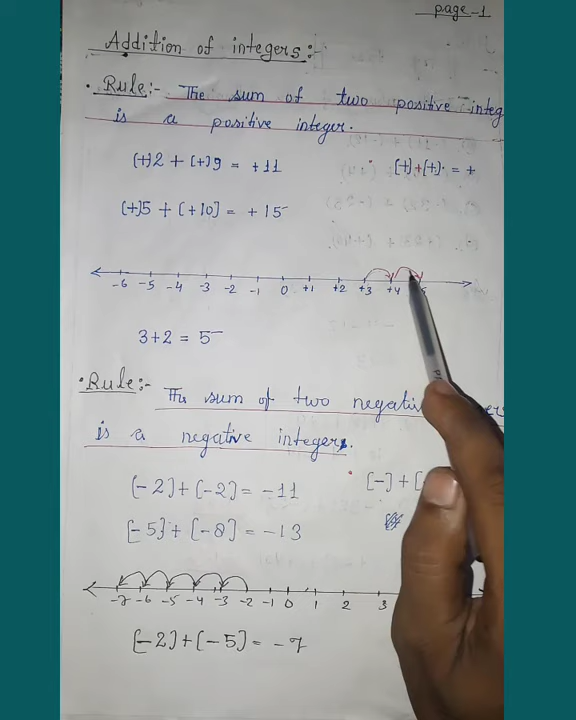 page-1
Addition of integers:-
• Rule:- The sum of two positive integ
is a positive integer.
(+)2 + (+)9 = +11
(+) + (+) = +
(+)5 + (+10) = +15
-6 -5 -4 -3 -2 -1 0 +1 +2 +3 +4
3+2 = 5
• Rule:- The sum of two negativ
is a negative integer.
(-2)+(-2) = -11
(-5)+(-8) = -13
-7 -6 -5 -4 -3 -2 -1 0 1 2 3
(-2)+(-5) = -7